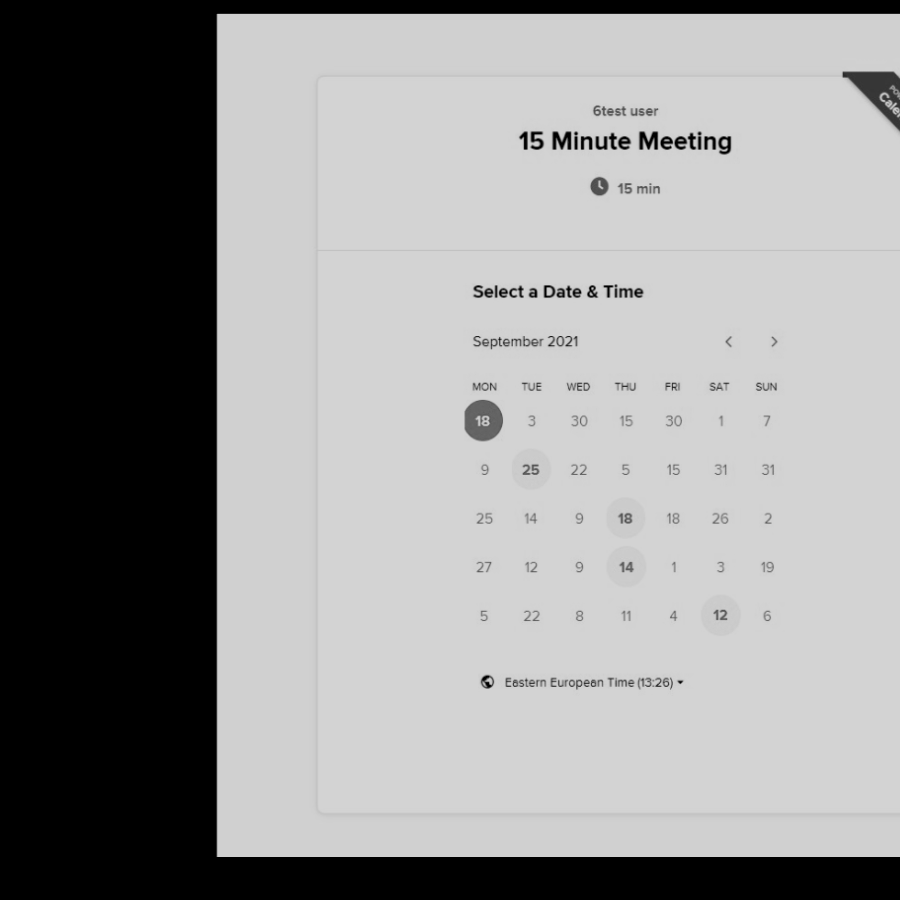 6test user
15 Minute Meeting
15 min
Select a Date & Time
September 2021
MON TUE WED THU FRI SAT SUN
18 3 30 15 30 1 7
9 25 22 5 15 31 31
25 14 9 18 18 26 2
27 12 9 14 1 3 19
5 22 8 11 4 12 6
Eastern European Time (13:26)